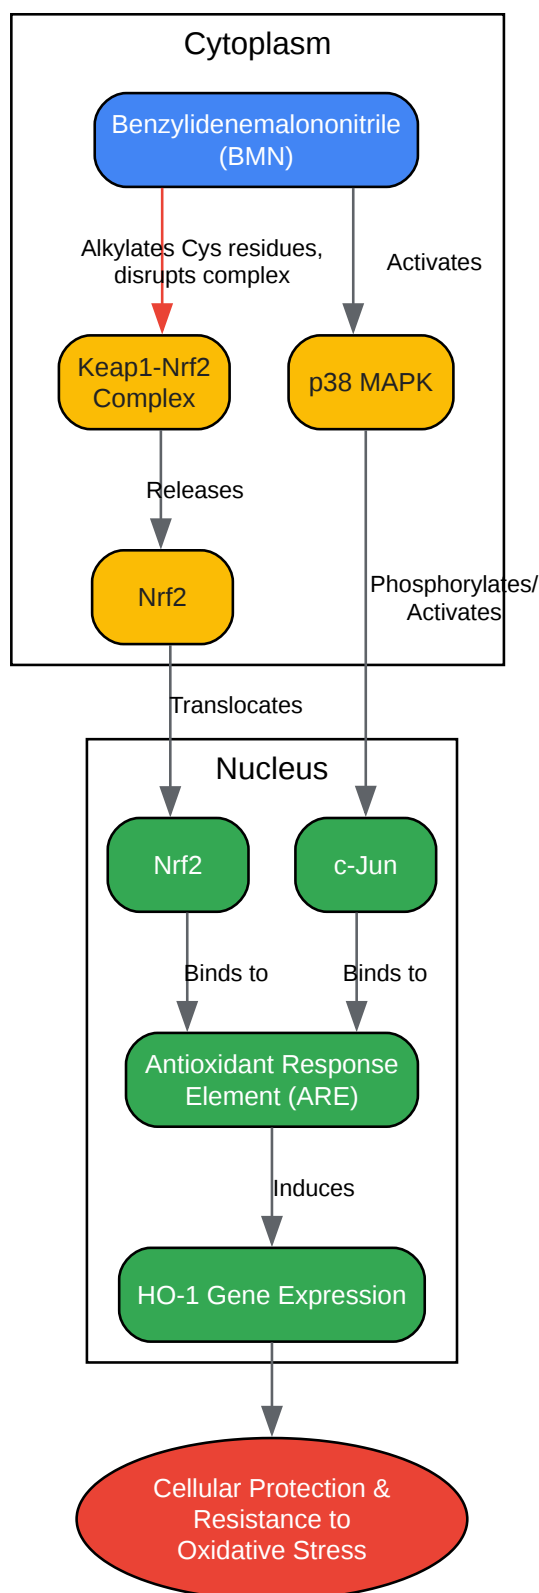 Cytoplasm
Benzylidenemalononitrile
(BMN)
Alkylates Cys residues,
disrupts complex
Activates
Keap1-Nrf2
Complex
p38 MAPK
Releases
Nrf2
Phosphorylates/
Activates
Translocates
Nucleus
Nrf2
c-Jun
Binds to
Binds to
Antioxidant Response
Element (ARE)
Induces
HO-1 Gene Expression
Cellular Protection &
Resistance to
Oxidative Stress